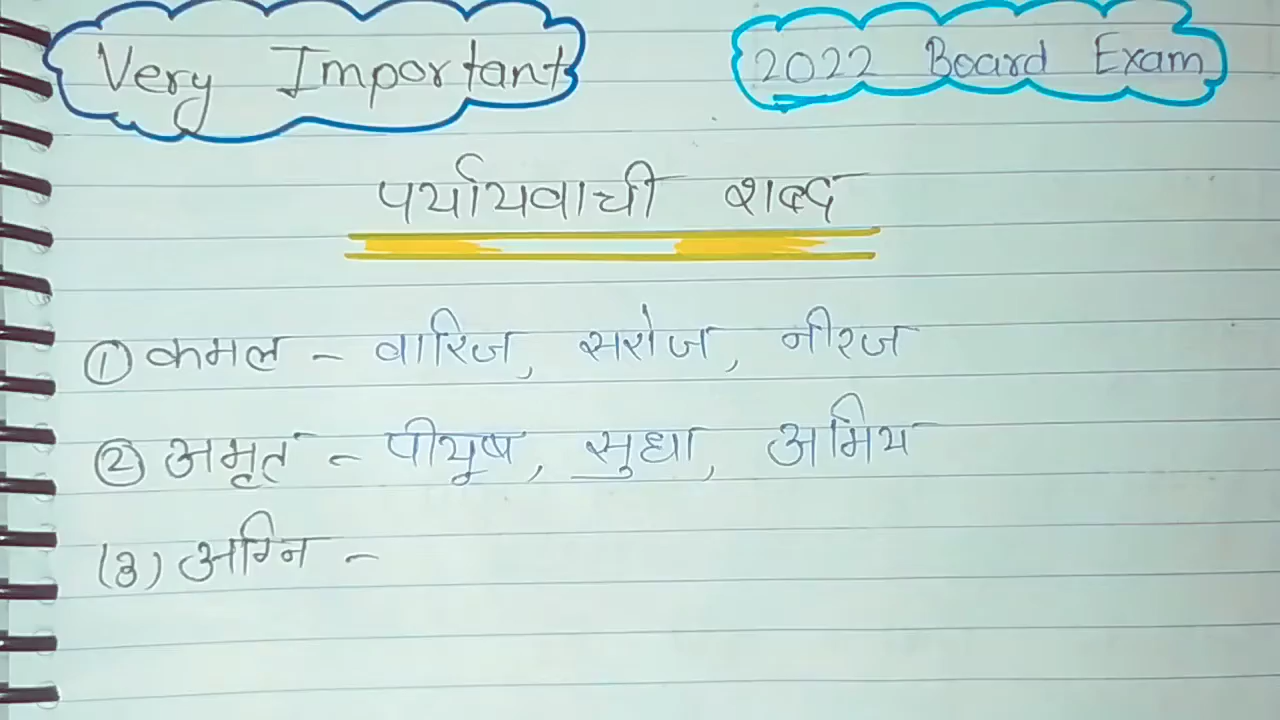 Very Important
2022 Board Exam
पर्यायवाची शब्द
① कमल - वारिज, सरोज, नीरज
② अमृत - पीयूष, सुधा, अमिय
(3) अग्नि -